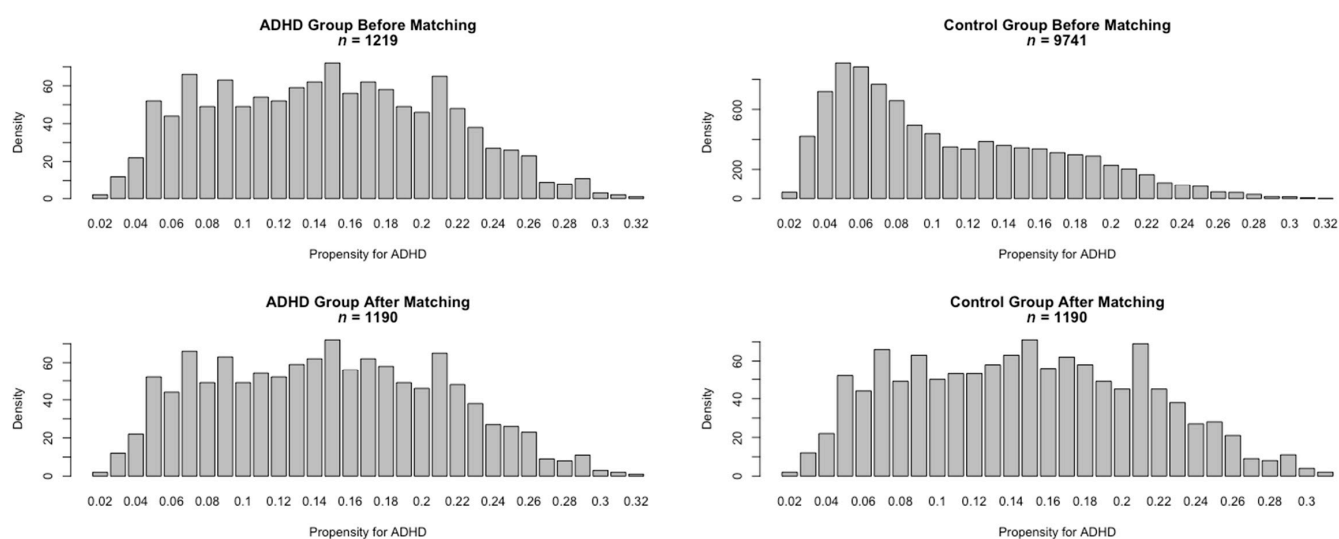 ADHD Group Before Matching
n = 1219
Density
0 20 40 60
0.02 0.04 0.06 0.08 0.1 0.12 0.14 0.16 0.18 0.2 0.22 0.24 0.26 0.28 0.3 0.32
Propensity for ADHD
Control Group Before Matching
n = 9741
Density
0 200 600
0.02 0.04 0.06 0.08 0.1 0.12 0.14 0.16 0.18 0.2 0.22 0.24 0.26 0.28 0.3 0.32
Propensity for ADHD
ADHD Group After Matching
n = 1190
Density
0 20 40 60
0.02 0.04 0.06 0.08 0.1 0.12 0.14 0.16 0.18 0.2 0.22 0.24 0.26 0.28 0.3 0.32
Propensity for ADHD
Control Group After Matching
n = 1190
Density
0 20 40 60
0.02 0.04 0.06 0.08 0.1 0.12 0.14 0.16 0.18 0.2 0.22 0.24 0.26 0.28 0.3
Propensity for ADHD